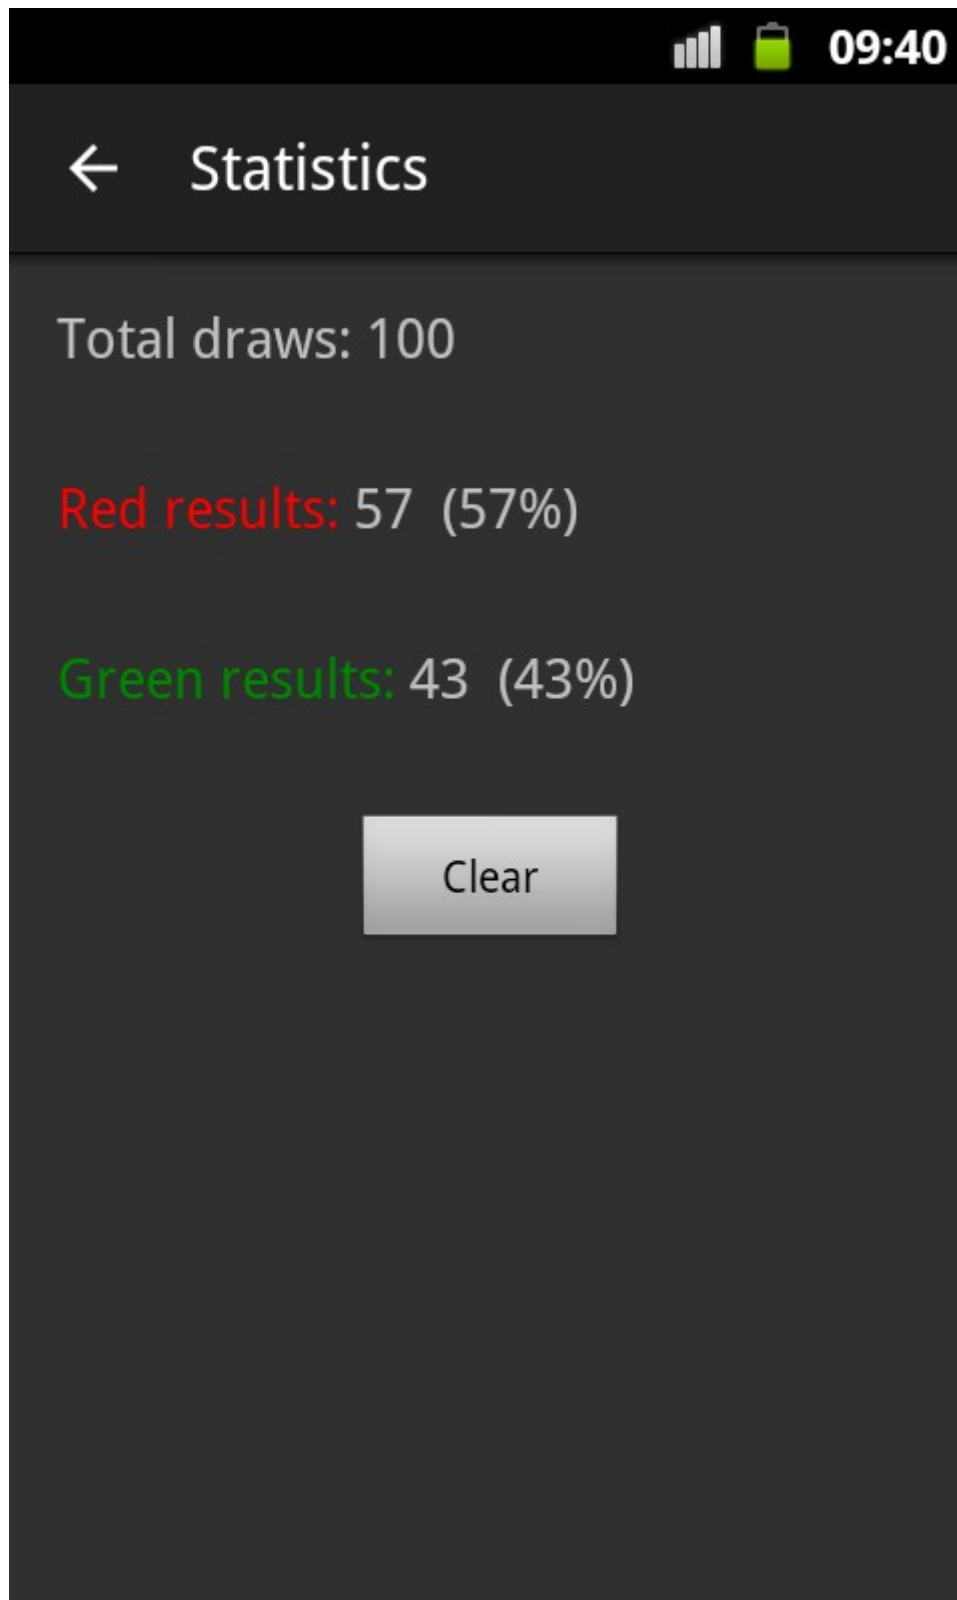 09:40
Statistics
Total draws: 100
Red results: 57 (57%)
Green results: 43 (43%)
Clear